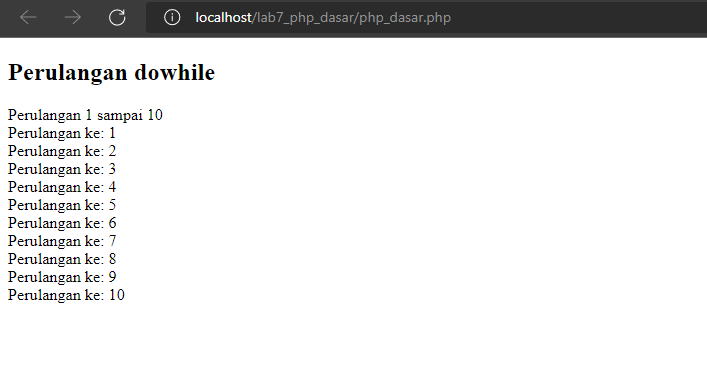 localhost/lab7_php_dasar/php_dasar.php
Perulangan dowhile
Perulangan 1 sampai 10
Perulangan ke: 1
Perulangan ke: 2
Perulangan ke: 3
Perulangan ke: 4
Perulangan ke: 5
Perulangan ke: 6
Perulangan ke: 7
Perulangan ke: 8
Perulangan ke: 9
Perulangan ke: 10